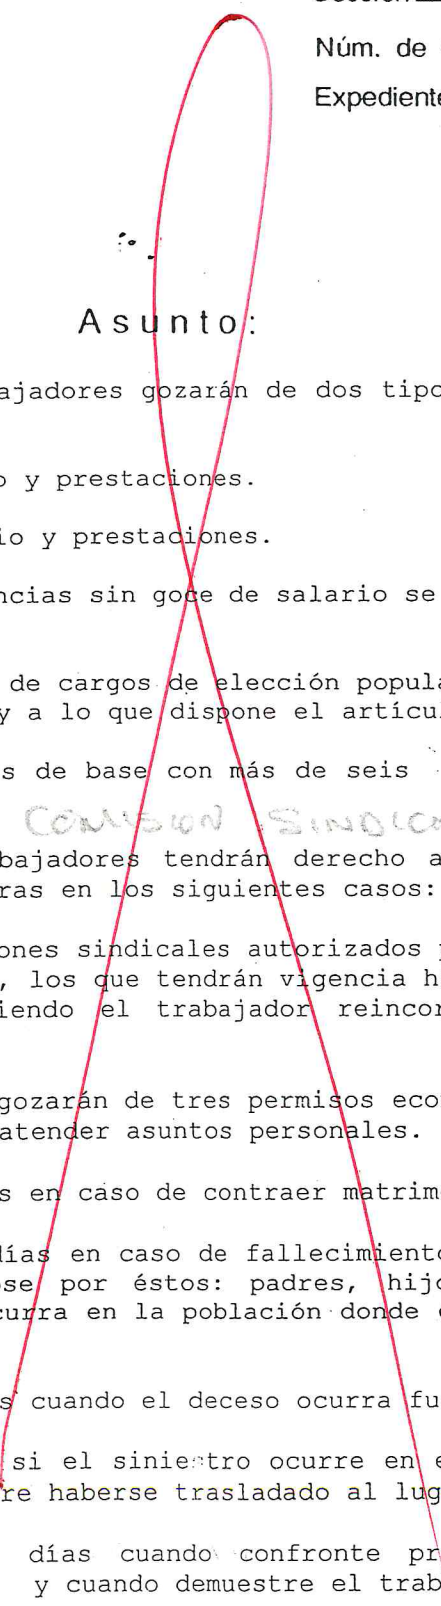 Núm. de
Expediente
Asunto:
ajadores gozarán de dos tipo
o y prestaciones.
io y prestaciones.
ncias sin goce de salario se
de cargos de elección popula
y a lo que dispone el artícul
s de base con más de seis
COMISION SINDICA
bajadores tendrán derecho a
ras en los siguientes casos:
ones sindicales autorizados p
, los que tendrán vigencia h
iendo el trabajador reincor
gozarán de tres permisos eco
atender asuntos personales.
s en caso de contraer matrim
días en caso de fallecimiento
ose por éstos: padres, hijo
curra en la población donde
s cuando el deceso ocurra fu
si el siniestro ocurre en e
re haberse trasladado al lug
días cuando confronte pr
y cuando demuestre el trab